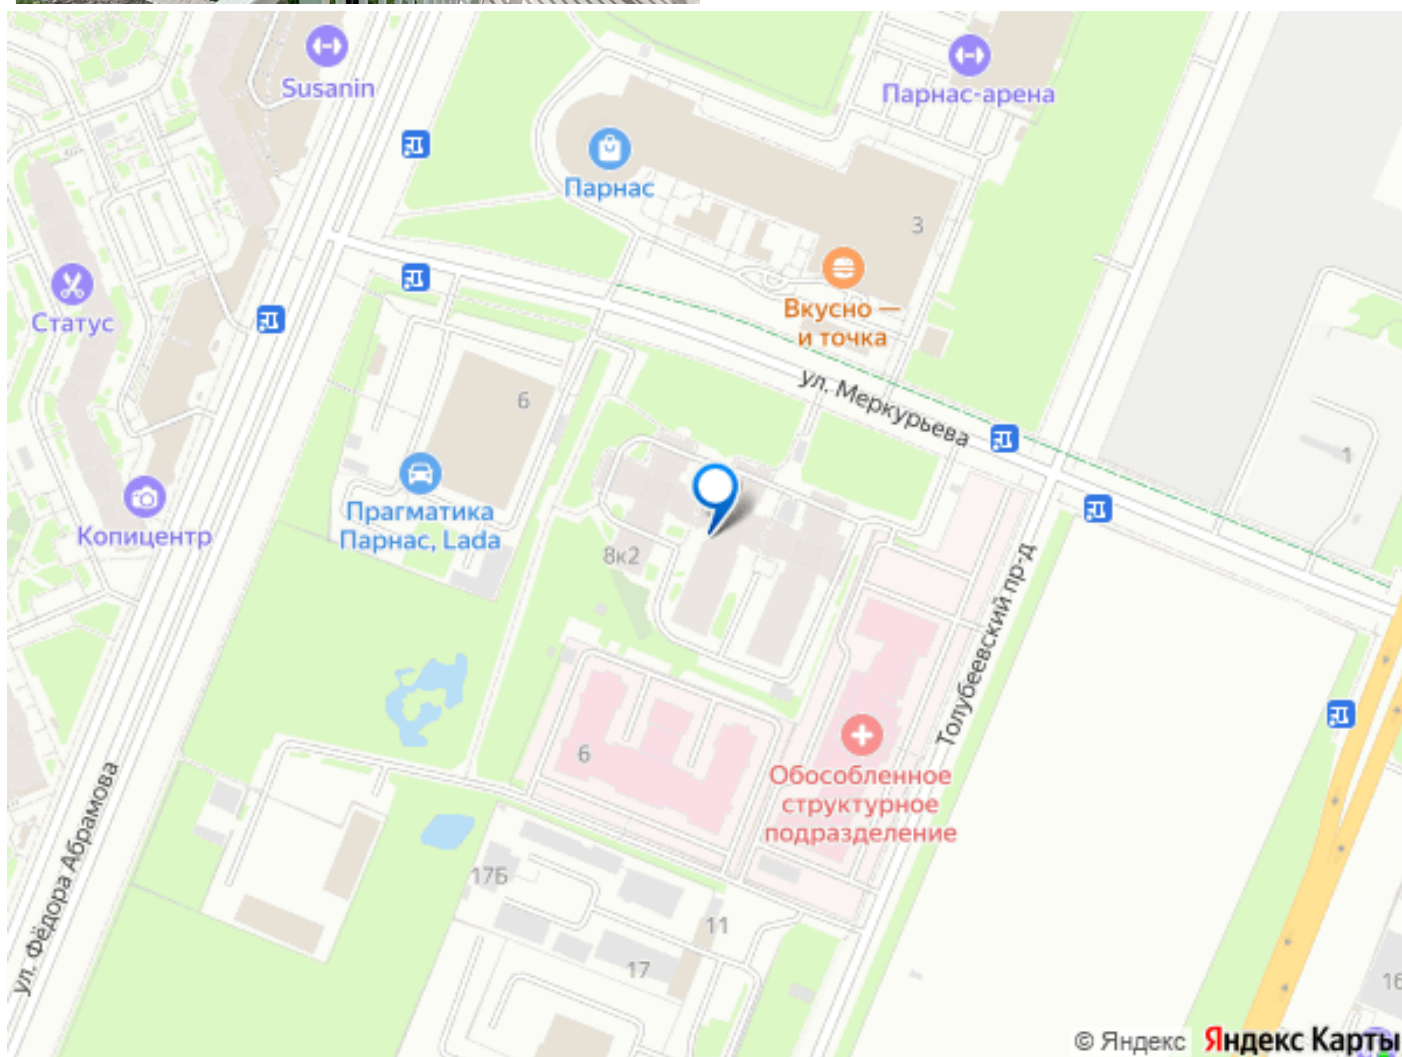 Susanin
Парнас-арена
Парнас
3
Вкусно —
и точка
Статус
ул. Меркурьева
6
1
Прагматика
Парнас, Lada
Копицентр
8к2
Толубеевский пр-д
6
Обособленное
структурное
подразделение
ул. Фёдора Абрамова
17Б
11
17
16
© Яндекс Яндекс Карты